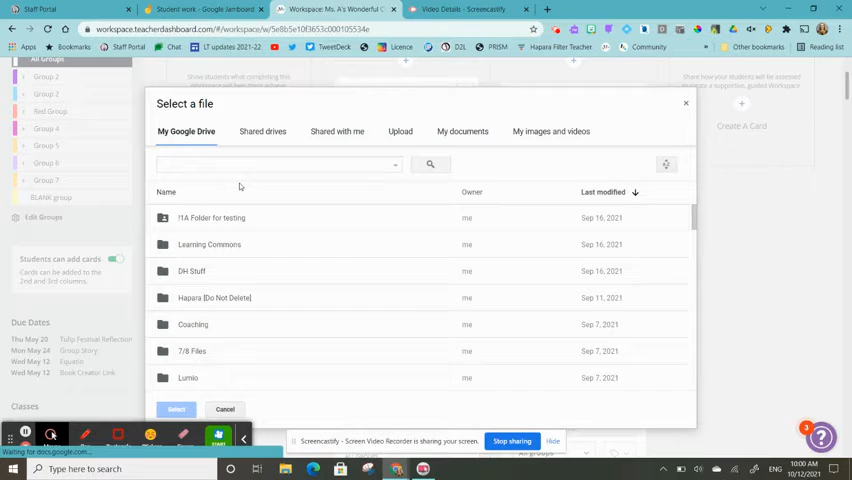 Staff Portal
Student work - Google Jamboard
Workspace: Ms. A's Wonderful C
Video Details - Screencastify
workspace.teacherdashboard.com/#/workspace/w/5e8b5e10f3653c000105534e
Apps
Bookmarks
Staff Portal
Chat
LT updates 2021-22
TweetDeck
Licence
D2L
PRISM
Hapara Filter Teacher
Community
Other bookmarks
Reading list
All Groups
Group 2
Group 2
Red Group
Group 4
Group 5
Group 6
Group 7
BLANK group
Edit Groups
Students can add cards
Cards can be added to the
2nd and 3rd columns.
Due Dates
Thu May 20 Tulip Festival Reflection
Mon May 24 Group Story
Wed May 12 Equatio
Wed May 12 Book Creator Link
Classes
Show students what completing this
Share how your students will be assessed
Create A Card
Select a file
My Google Drive
Shared drives
Shared with me
Upload
My documents
My images and videos
Name Owner Last modified
!1A Folder for testing me Sep 16, 2021
Learning Commons me Sep 16, 2021
DH Stuff me Sep 16, 2021
Hapara [Do Not Delete] me Sep 11, 2021
Coaching me Sep 7, 2021
7/8 Files me Sep 7, 2021
Lumio me Sep 7, 2021
Select
Cancel
Screencastify - Screen Video Recorder is sharing your screen.
Stop sharing
Hide
All groups
3
Waiting for docs.google.com...
Type here to search
ENG
10:00 AM
10/12/2021